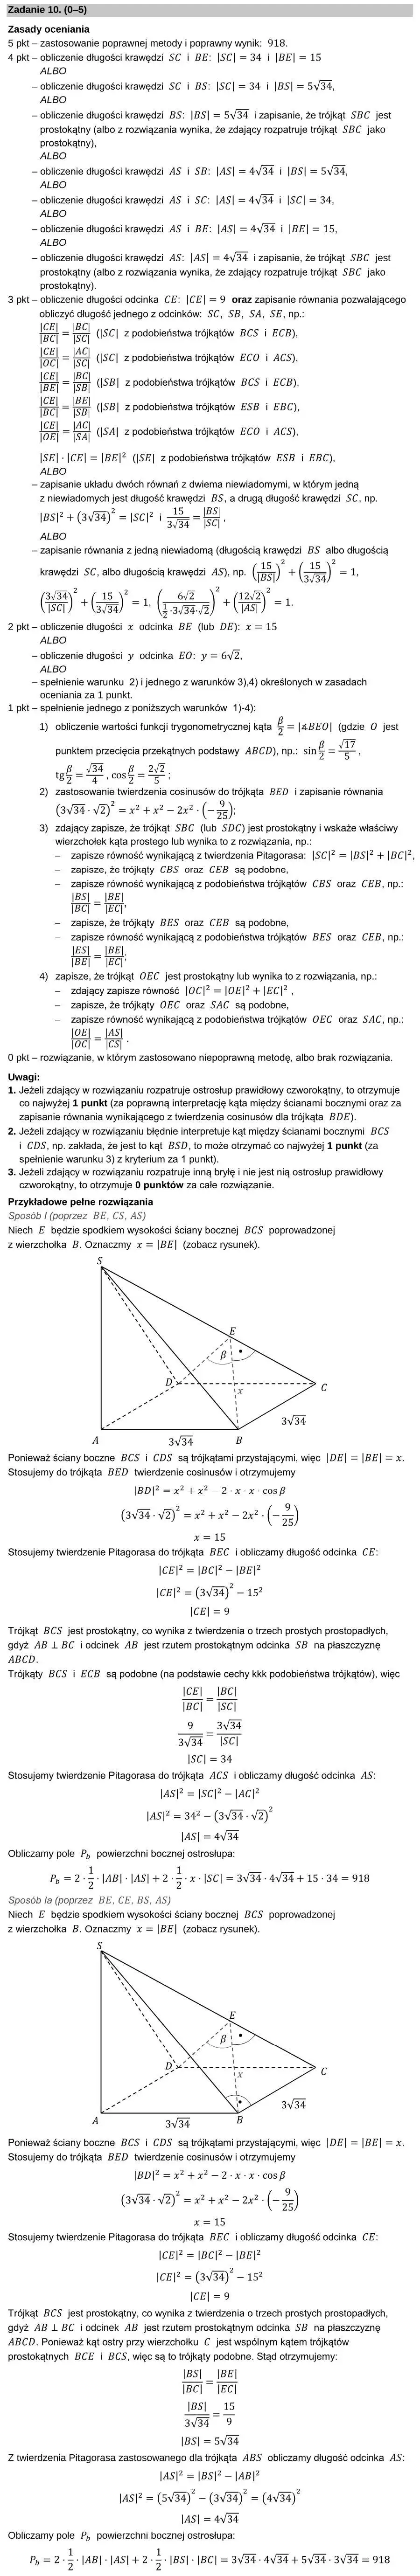 Zadanie 10. (0–5)
Zasady oceniania
5 pkt – zastosowanie poprawnej metody i poprawny wynik: 918.
4 pkt – obliczenie długości krawędzi SC i BE: |SC| = 34 i |BE| = 15
ALBO
– obliczenie długości krawędzi SC i BS: |SC| = 34 i |BS| = 5√34,
ALBO
– obliczenie długości krawędzi BS: |BS| = 5√34 i zapisanie, że trójkąt SBC jest
prostokątny (albo z rozwiązania wynika, że zdający rozpatruje trójkąt SBC jako
prostokątny),
ALBO
– obliczenie długości krawędzi AS i SB: |AS| = 4√34 i |BS| = 5√34,
ALBO
– obliczenie długości krawędzi AS i SC: |AS| = 4√34 i |SC| = 34,
ALBO
– obliczenie długości krawędzi AS i BE: |AS| = 4√34 i |BE| = 15,
ALBO
– obliczenie długości krawędzi AS: |AS| = 4√34 i zapisanie, że trójkąt SBC jest
prostokątny (albo z rozwiązania wynika, że zdający rozpatruje trójkąt SBC jako
prostokątny).
3 pkt – obliczenie długości odcinka CE: |CE| = 9 oraz zapisanie równania pozwalającego
obliczyć długość jednego z odcinków: SC, SB, SA, SE, np.:
|CE|/|BC| = |BC|/|SC| (|SC| z podobieństwa trójkątów BCS i ECB),
|CE|/|OC| = |AC|/|SC| (|SC| z podobieństwa trójkątów ECO i ACS),
|CE|/|BE| = |BC|/|SB| (|SB| z podobieństwa trójkątów BCS i ECB),
|CE|/|BC| = |BE|/|SB| (|SB| z podobieństwa trójkątów ESB i EBC),
|CE|/|OE| = |AC|/|SA| (|SA| z podobieństwa trójkątów ECO i ACS),
|SE| · |CE| = |BE|² (|SE| z podobieństwa trójkątów ESB i EBC),
ALBO
– zapisanie układu dwóch równań z dwiema niewiadomymi, w którym jedną
z niewiadomych jest długość krawędzi BS, a drugą długość krawędzi SC, np.
|BS|² + (3√34)² = |SC|² i 15/(3√34) = |BS|/|SC| ,
ALBO
– zapisanie równania z jedną niewiadomą (długością krawędzi BS albo długością
krawędzi SC, albo długością krawędzi AS), np. (15/|BS|)² + (15/(3√34))² = 1,
(3√34/|SC|)² + (15/(3√34))² = 1, (6√2/(½·3√34·√2))² + (12√2/|AS|)² = 1.
2 pkt – obliczenie długości x odcinka BE (lub DE): x = 15
ALBO
– obliczenie długości y odcinka EO: y = 6√2,
ALBO
– spełnienie warunku 2) i jednego z warunków 3),4) określonych w zasadach
oceniania za 1 punkt.
1 pkt – spełnienie jednego z poniższych warunków 1)-4):
1) obliczenie wartości funkcji trygonometrycznej kąta β/2 = |∡BEO| (gdzie O jest
punktem przecięcia przekątnych podstawy ABCD), np.: sin β/2 = √17/5 ,
tg β/2 = √34/4 , cos β/2 = 2√2/5 ;
2) zastosowanie twierdzenia cosinusów do trójkąta BED i zapisanie równania
(3√34 · √2)² = x² + x² − 2x² · (−9/25);
3) zdający zapisze, że trójkąt SBC (lub SDC) jest prostokątny i wskaże właściwy
wierzchołek kąta prostego lub wynika to z rozwiązania, np.:
– zapisze równość wynikającą z twierdzenia Pitagorasa: |SC|² = |BS|² + |BC|²,
– zapisze, że trójkąty CBS oraz CEB są podobne,
– zapisze równość wynikającą z podobieństwa trójkątów CBS oraz CEB, np.:
|BS|/|BC| = |BE|/|EC|,
– zapisze, że trójkąty BES oraz CEB są podobne,
– zapisze równość wynikającą z podobieństwa trójkątów BES oraz CEB, np.:
|ES|/|BE| = |BE|/|EC|;
4) zapisze, że trójkąt OEC jest prostokątny lub wynika to z rozwiązania, np.:
– zdający zapisze równość |OC|² = |OE|² + |EC|² ,
– zapisze, że trójkąty OEC oraz SAC są podobne,
– zapisze równość wynikającą z podobieństwa trójkątów OEC oraz SAC, np.:
|OE|/|OC| = |AS|/|CS| .
0 pkt – rozwiązanie, w którym zastosowano niepoprawną metodę, albo brak rozwiązania.
Uwagi:
1. Jeżeli zdający w rozwiązaniu rozpatruje ostrosłup prawidłowy czworokątny, to otrzymuje
co najwyżej 1 punkt (za poprawną interpretację kąta między ścianami bocznymi oraz za
zapisanie równania wynikającego z twierdzenia cosinusów dla trójkąta BDE).
2. Jeżeli zdający w rozwiązaniu błędnie interpretuje kąt między ścianami bocznymi BCS
i CDS, np. zakłada, że jest to kąt BSD, to może otrzymać co najwyżej 1 punkt (za
spełnienie warunku 3) z kryterium za 1 punkt).
3. Jeżeli zdający w rozwiązaniu rozpatruje inną bryłę i nie jest nią ostrosłup prawidłowy
czworokątny, to otrzymuje 0 punktów za całe rozwiązanie.
Przykładowe pełne rozwiązania
Sposób I (poprzez BE, CS, AS)
Niech E będzie spodkiem wysokości ściany bocznej BCS poprowadzonej
z wierzchołka B. Oznaczmy x = |BE| (zobacz rysunek).
S
E
β
D
x
C
3√34
A
3√34
B
Ponieważ ściany boczne BCS i CDS są trójkątami przystającymi, więc |DE| = |BE| = x.
Stosujemy do trójkąta BED twierdzenie cosinusów i otrzymujemy
|BD|² = x² + x² − 2 · x · x · cos β
(3√34 · √2)² = x² + x² − 2x² · (−9/25)
x = 15
Stosujemy twierdzenie Pitagorasa do trójkąta BEC i obliczamy długość odcinka CE:
|CE|² = |BC|² − |BE|²
|CE|² = (3√34)² − 15²
|CE| = 9
Trójkąt BCS jest prostokątny, co wynika z twierdzenia o trzech prostych prostopadłych,
gdyż AB ⊥ BC i odcinek AB jest rzutem prostokątnym odcinka SB na płaszczyznę
ABCD.
Trójkąty BCS i ECB są podobne (na podstawie cechy kkk podobieństwa trójkątów), więc
|CE|/|BC| = |BC|/|SC|
9/(3√34) = 3√34/|SC|
|SC| = 34
Stosujemy twierdzenie Pitagorasa do trójkąta ACS i obliczamy długość odcinka AS:
|AS|² = |SC|² − |AC|²
|AS|² = 34² − (3√34 · √2)²
|AS| = 4√34
Obliczamy pole P_b powierzchni bocznej ostrosłupa:
P_b = 2 · 1/2 · |AB| · |AS| + 2 · 1/2 · x · |SC| = 3√34 · 4√34 + 15 · 34 = 918
Sposób Ia (poprzez BE, CE, BS, AS)
Niech E będzie spodkiem wysokości ściany bocznej BCS poprowadzonej
z wierzchołka B. Oznaczmy x = |BE| (zobacz rysunek).
S
E
β
D
x
C
3√34
A
3√34
B
Ponieważ ściany boczne BCS i CDS są trójkątami przystającymi, więc |DE| = |BE| = x.
Stosujemy do trójkąta BED twierdzenie cosinusów i otrzymujemy
|BD|² = x² + x² − 2 · x · x · cos β
(3√34 · √2)² = x² + x² − 2x² · (−9/25)
x = 15
Stosujemy twierdzenie Pitagorasa do trójkąta BEC i obliczamy długość odcinka CE:
|CE|² = |BC|² − |BE|²
|CE|² = (3√34)² − 15²
|CE| = 9
Trójkąt BCS jest prostokątny, co wynika z twierdzenia o trzech prostych prostopadłych,
gdyż AB ⊥ BC i odcinek AB jest rzutem prostokątnym odcinka SB na płaszczyznę
ABCD. Ponieważ kąt ostry przy wierzchołku C jest wspólnym kątem trójkątów
prostokątnych BCE i BCS, więc są to trójkąty podobne. Stąd otrzymujemy:
|BS|/|BC| = |BE|/|EC|
|BS|/(3√34) = 15/9
|BS| = 5√34
Z twierdzenia Pitagorasa zastosowanego dla trójkąta ABS obliczamy długość odcinka AS:
|AS|² = |BS|² − |AB|²
|AS|² = (5√34)² − (3√34)² = (4√34)²
|AS| = 4√34
Obliczamy pole P_b powierzchni bocznej ostrosłupa:
P_b = 2 · 1/2 · |AB| · |AS| + 2 · 1/2 · |BS| · |BC| = 3√34 · 4√34 + 5√34 · 3√34 = 918